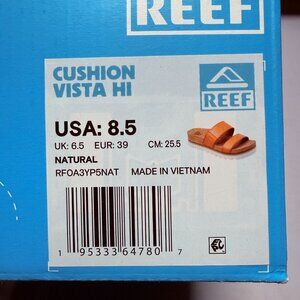 REEF
CUSHION
VISTA HI
REEF
USA: 8.5
UK: 6.5 EUR: 39 CM: 25.5
NATURAL
RF0A3YP5NAT MADE IN VIETNAM
1 95333 64780 7